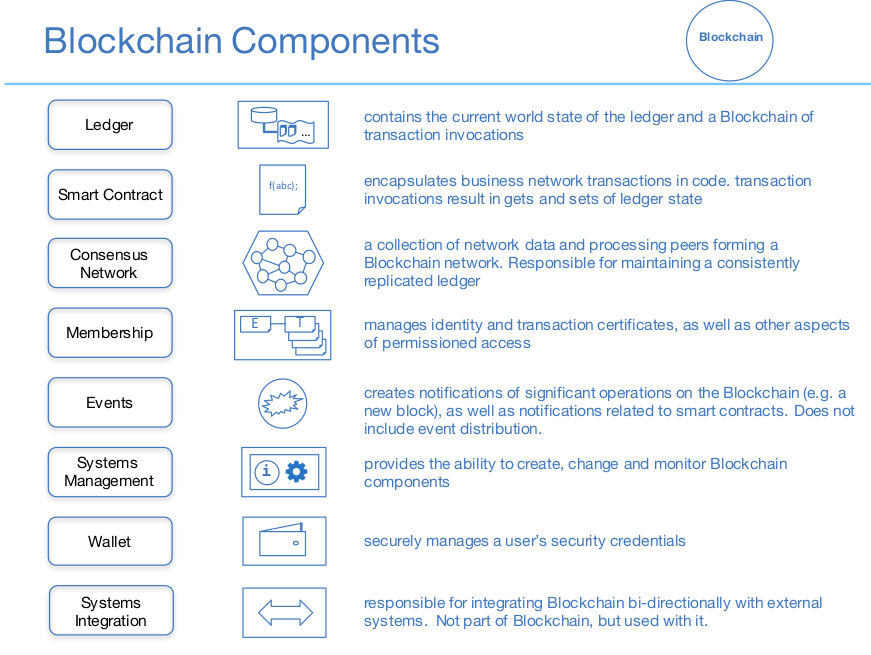 Blockchain Components
Blockchain
Ledger
...
contains the current world state of the ledger and a Blockchain of
transaction invocations
Smart Contract
f(abc);
encapsulates business network transactions in code. transaction
invocations result in gets and sets of ledger state
Consensus
Network
a collection of network data and processing peers forming a
Blockchain network. Responsible for maintaining a consistently
replicated ledger
Membership
E
T
manages identity and transaction certificates, as well as other aspects
of permissioned access
Events
creates notifications of significant operations on the Blockchain (e.g. a
new block), as well as notifications related to smart contracts. Does not
include event distribution.
Systems
Management
i
provides the ability to create, change and monitor Blockchain
components
Wallet
securely manages a user's security credentials
Systems
Integration
responsible for integrating Blockchain bi-directionally with external
systems.  Not part of Blockchain, but used with it.